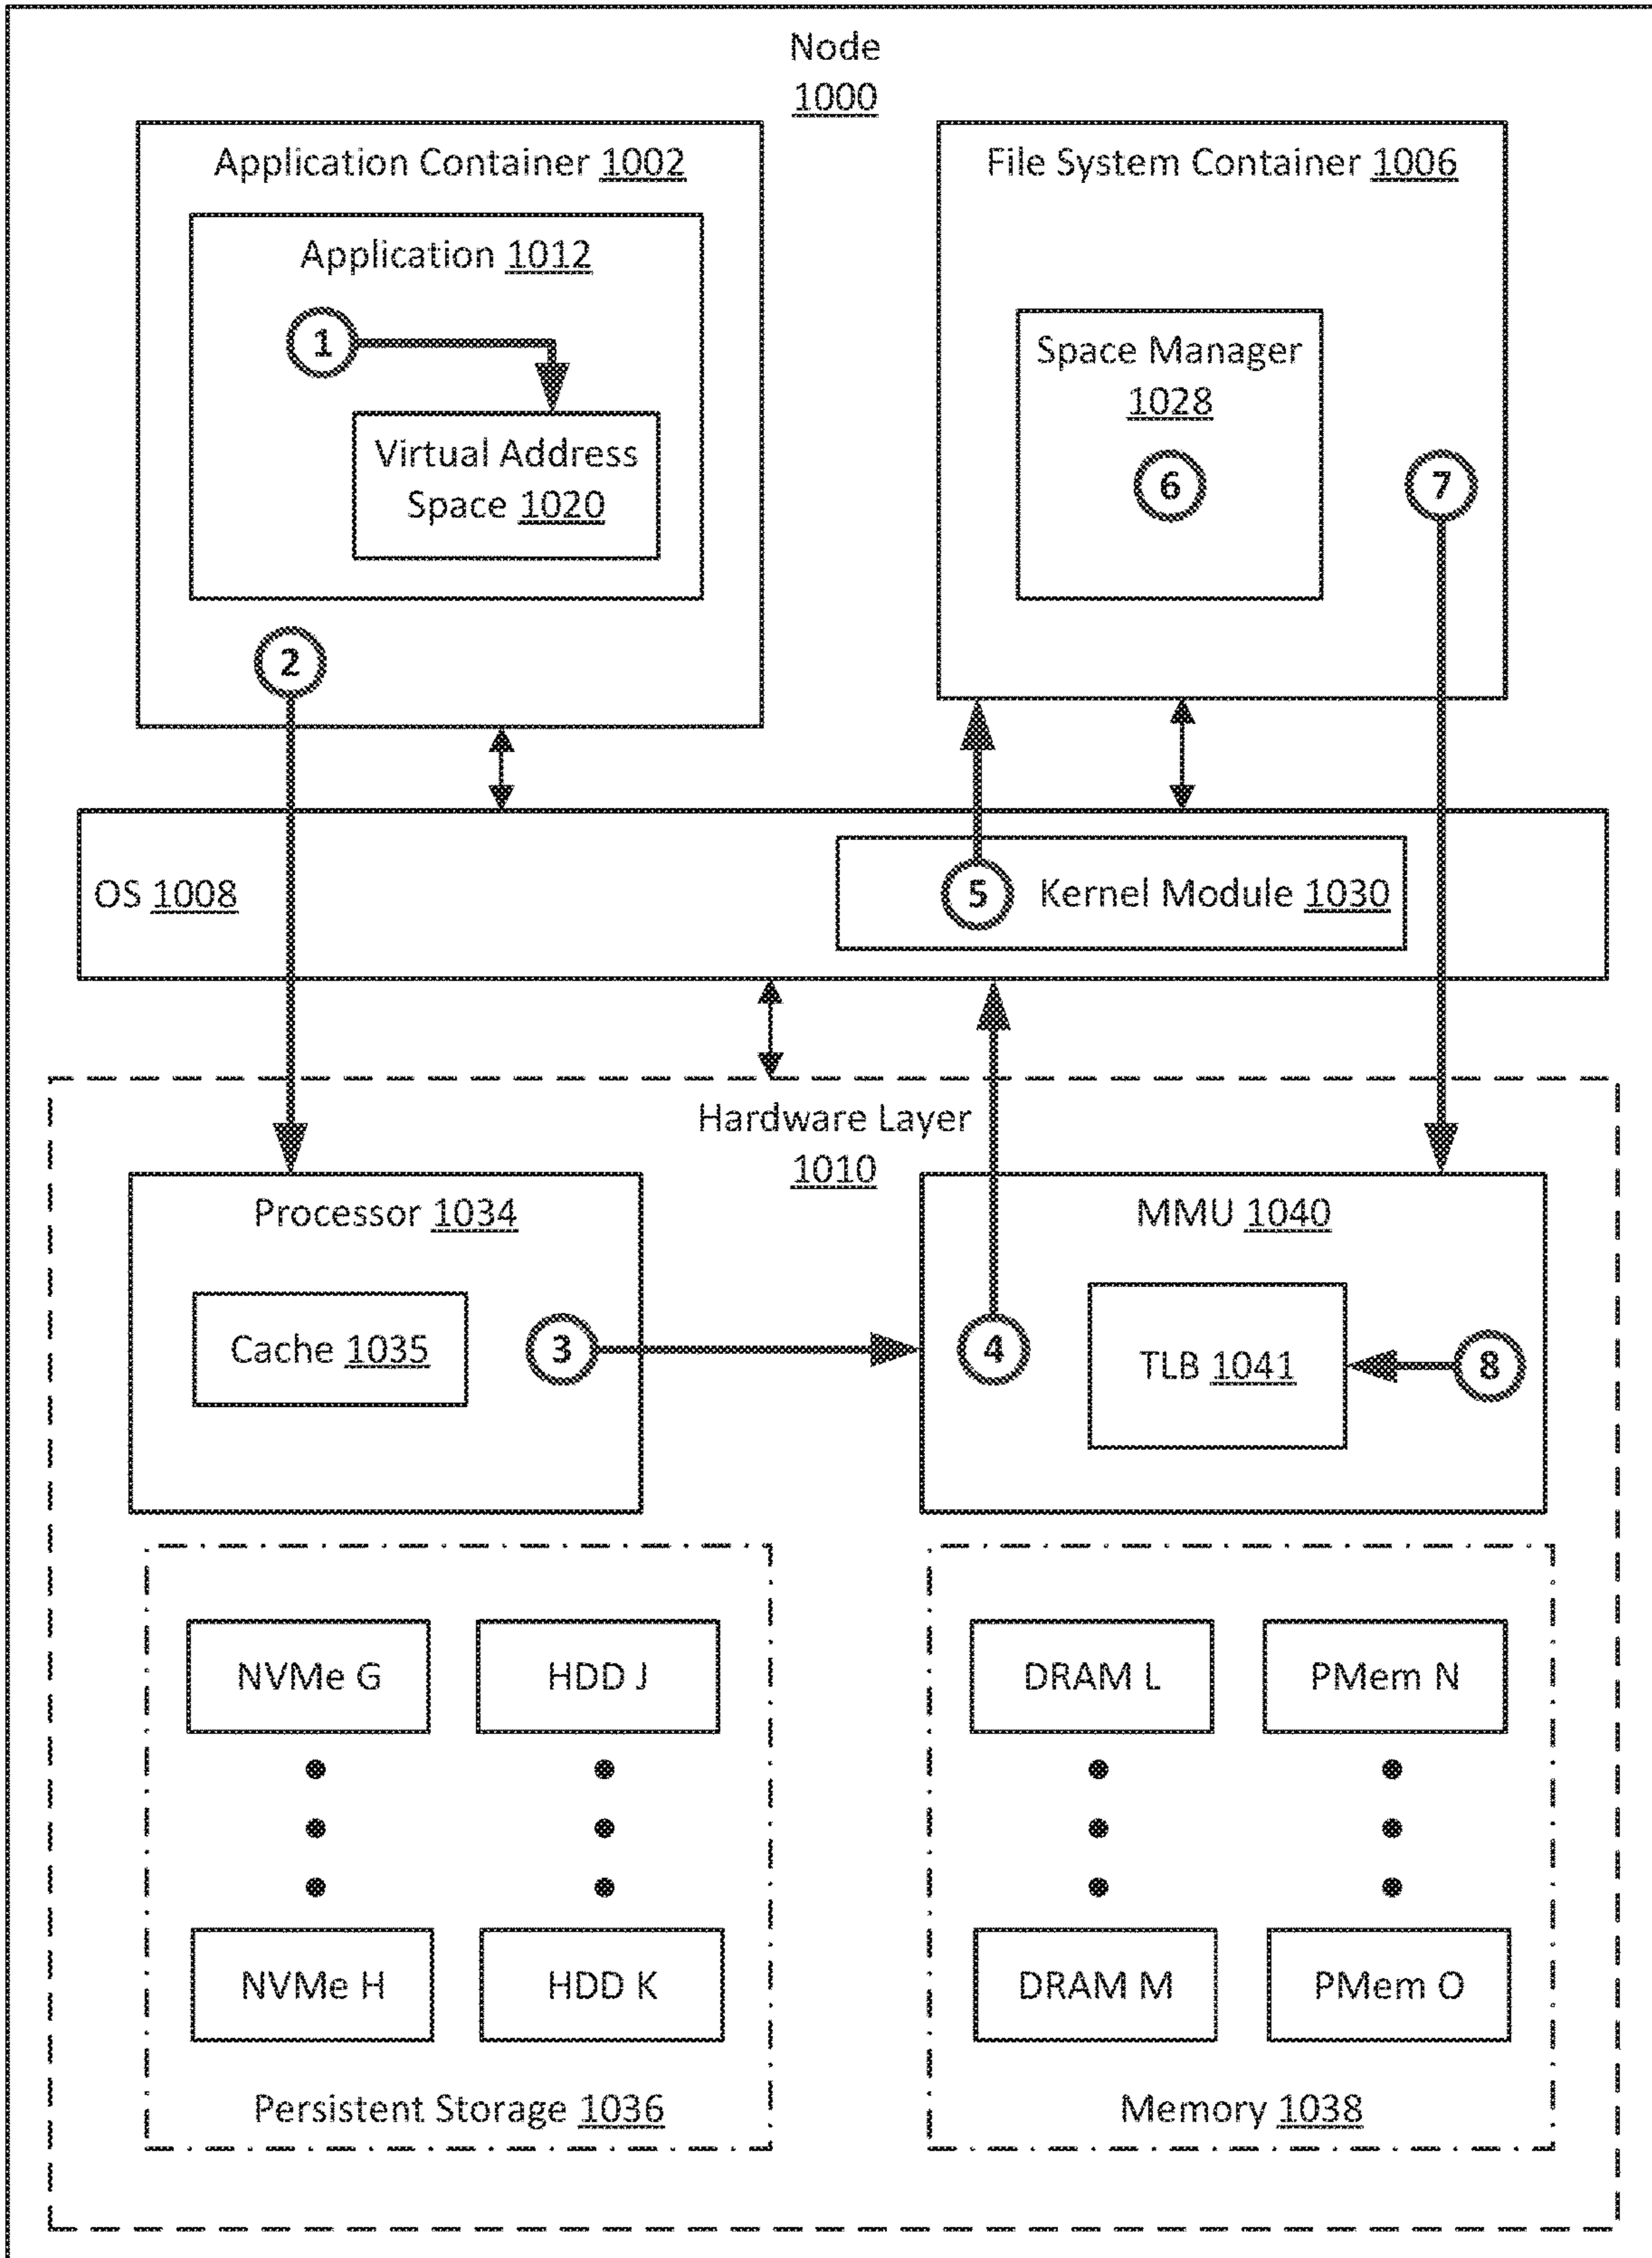 Node
1000
Application Container 1002
Application 1012
1
Virtual Address
Space 1020
2
File System Container 1006
Space Manager
1028
6
7
OS 1008
5
Kernel Module 1030
Hardware Layer
1010
Processor 1034
Cache 1035
3
MMU 1040
4
TLB 1041
8
NVMe G
HDD J
NVMe H
HDD K
Persistent Storage 1036
DRAM L
PMem N
DRAM M
PMem O
Memory 1038